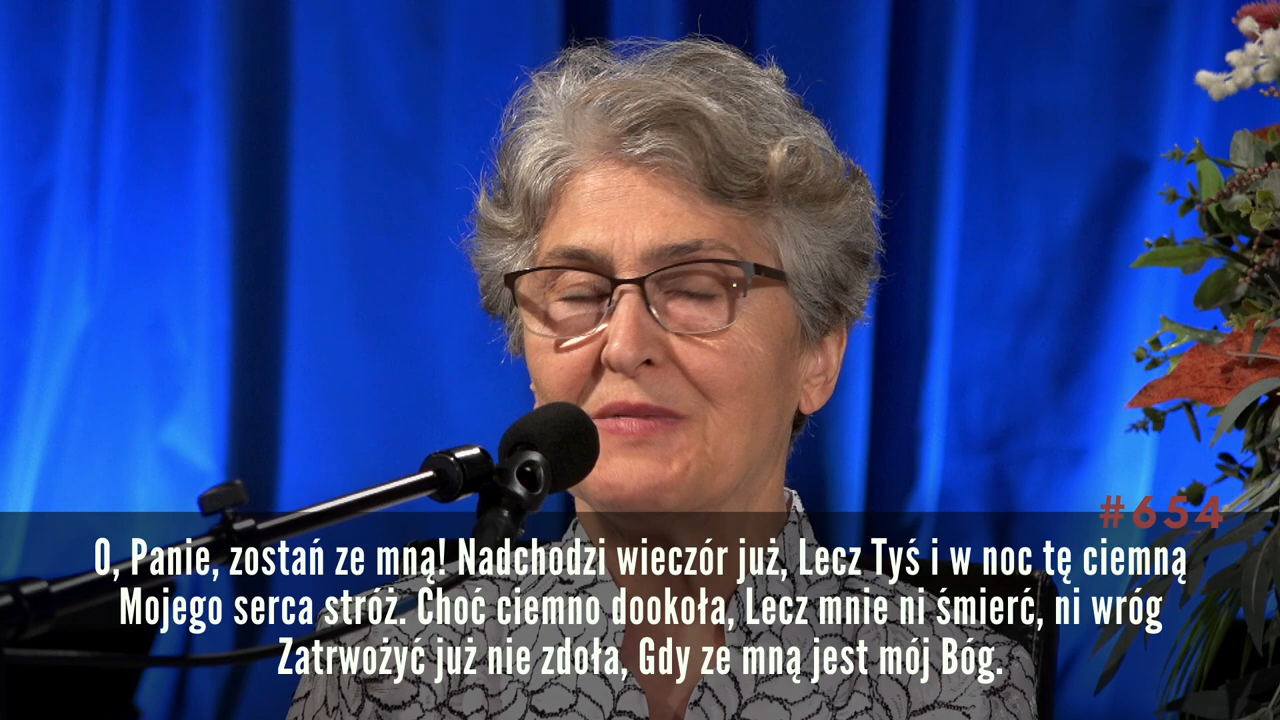 #654
O, Panie, zostań ze mną! Nadchodzi wieczór już, Lecz Tyś i w noc tę ciemną
Mojego serca stróż. Choć ciemno dookoła, Lecz mnie ni śmierć, ni wróg
Zatrwożyć już nie zdoła, Gdy ze mną jest mój Bóg.